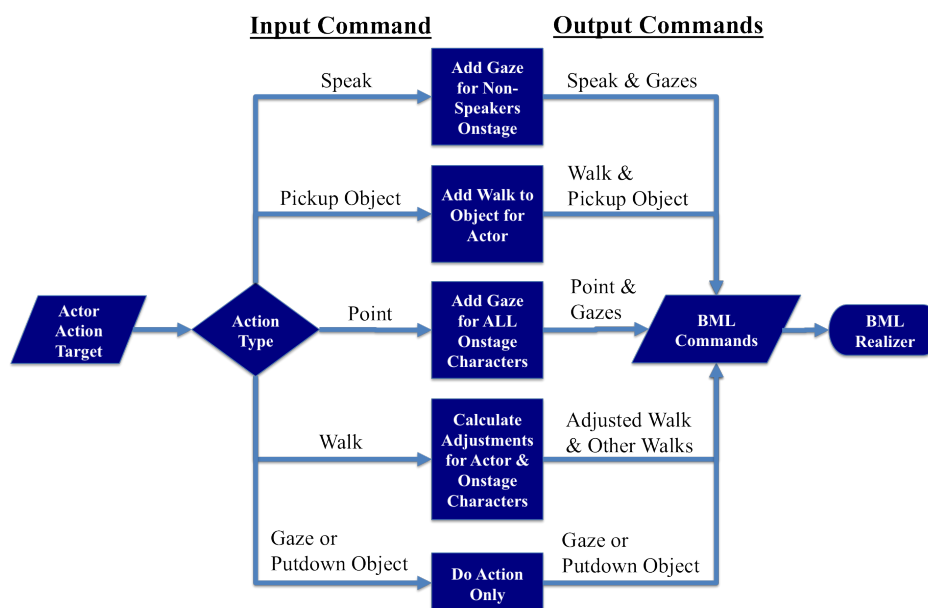 Input Command
Output Commands
Speak
Add Gaze
for Non-
Speakers
Onstage
Speak & Gazes
Pickup Object
Add Walk to
Object for
Actor
Walk &
Pickup Object
Actor
Action
Target
Action
Type
Point
Add Gaze
for ALL
Onstage
Characters
Point &
Gazes
BML
Commands
BML
Realizer
Walk
Calculate
Adjustments
for Actor &
Onstage
Characters
Adjusted Walk
& Other Walks
Gaze or
Putdown Object
Do Action
Only
Gaze or
Putdown Object